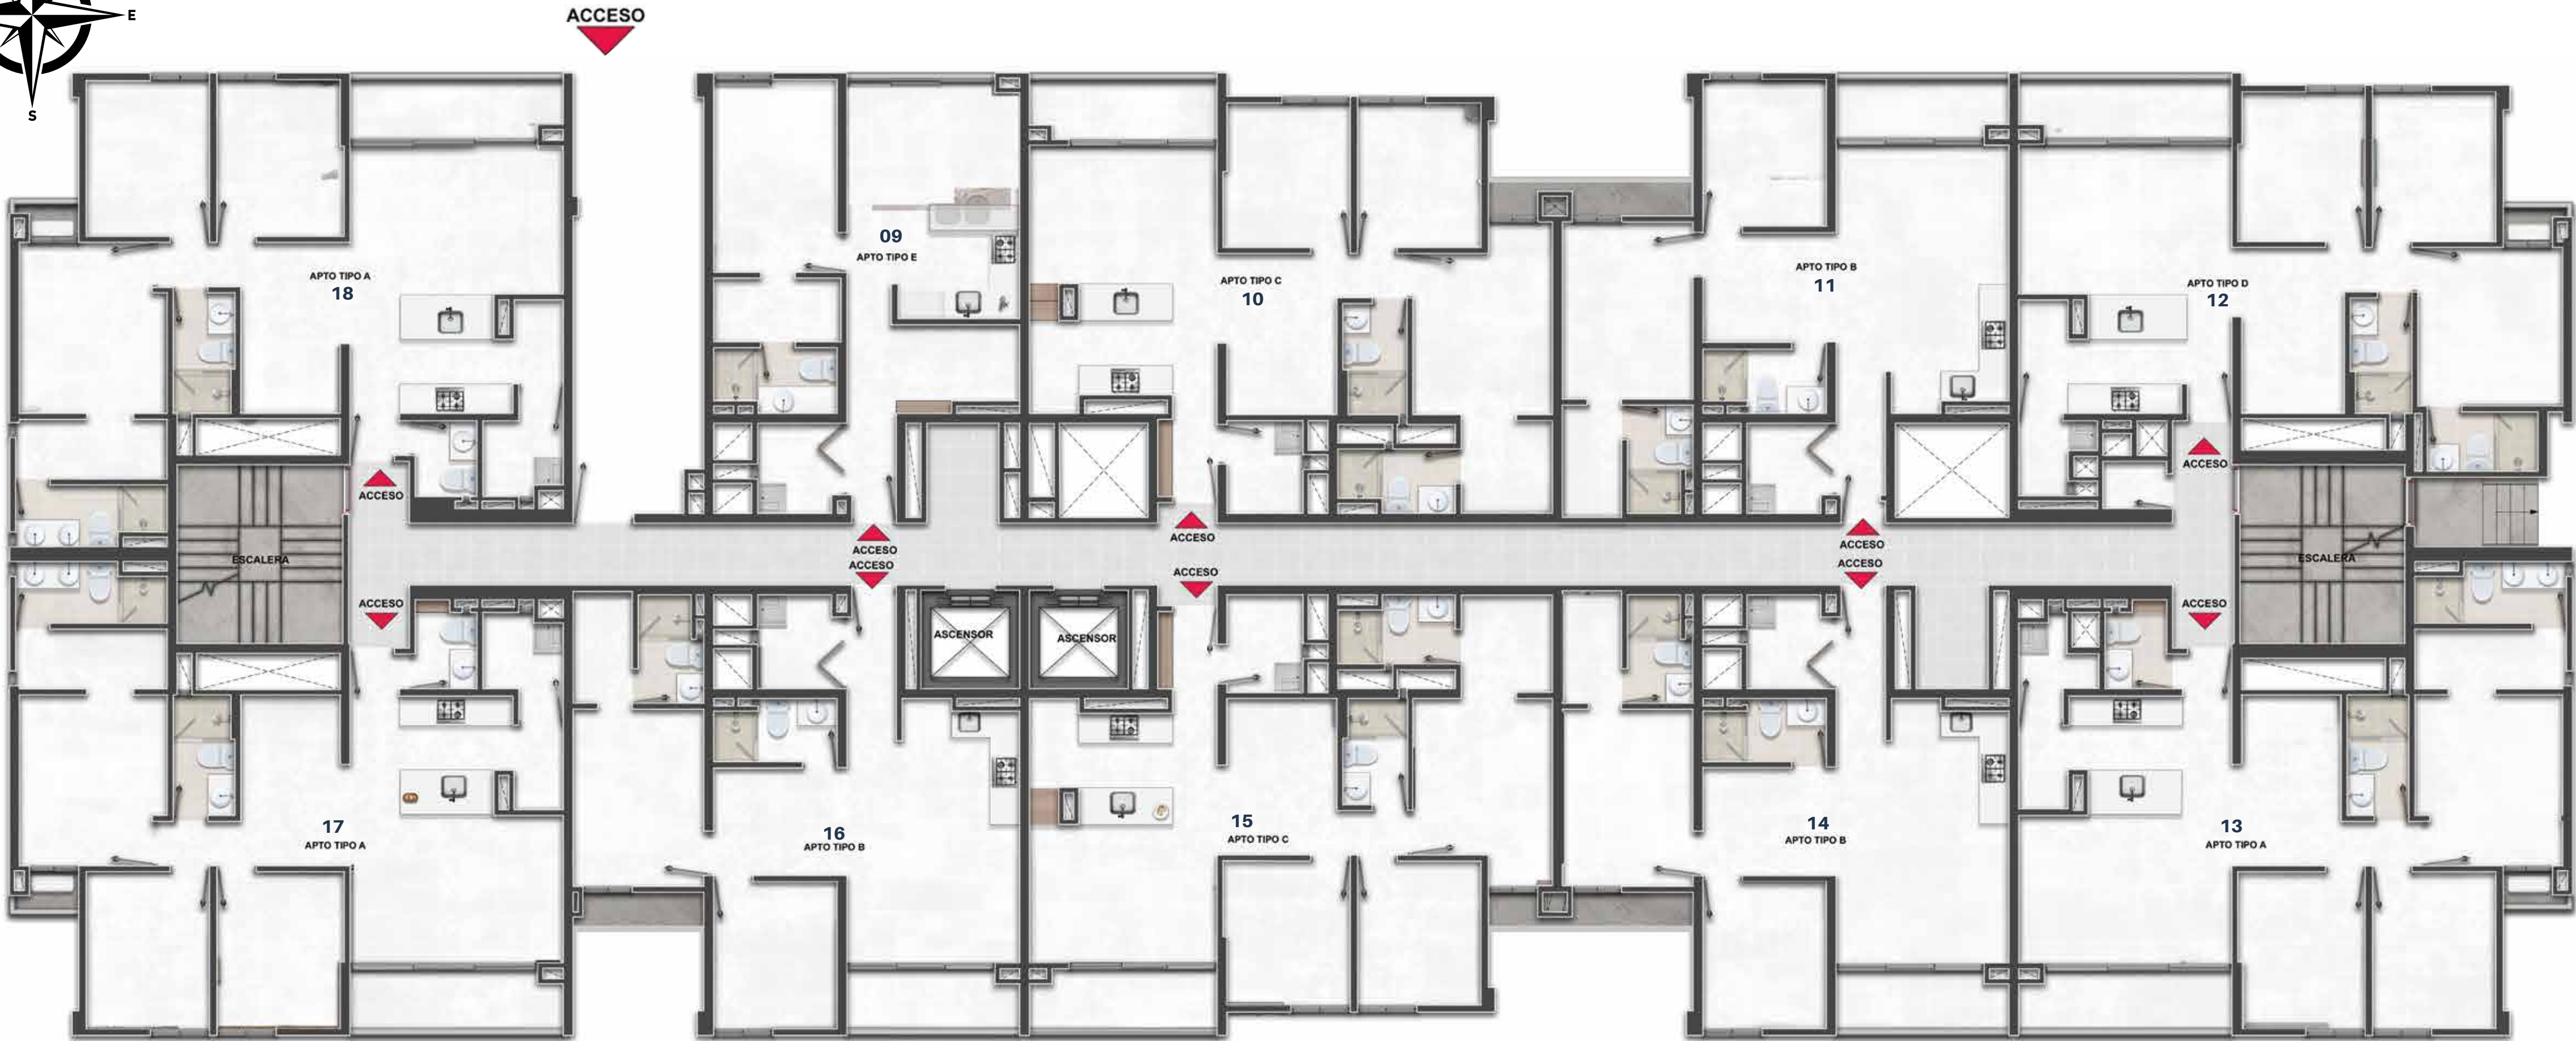 E
S
ACCESO
09
APTO TIPO E
APTO TIPO A
18
APTO TIPO C
10
APTO TIPO B
11
APTO TIPO D
12
ACCESO
ACCESO
ESCALERA
ACCESO
ACCESO
ACCESO
ACCESO
ACCESO
ACCESO
ESCALERA
ACCESO
ACCESO
ASCENSOR
ASCENSOR
17
APTO TIPO A
16
APTO TIPO B
15
APTO TIPO C
14
APTO TIPO B
13
APTO TIPO A